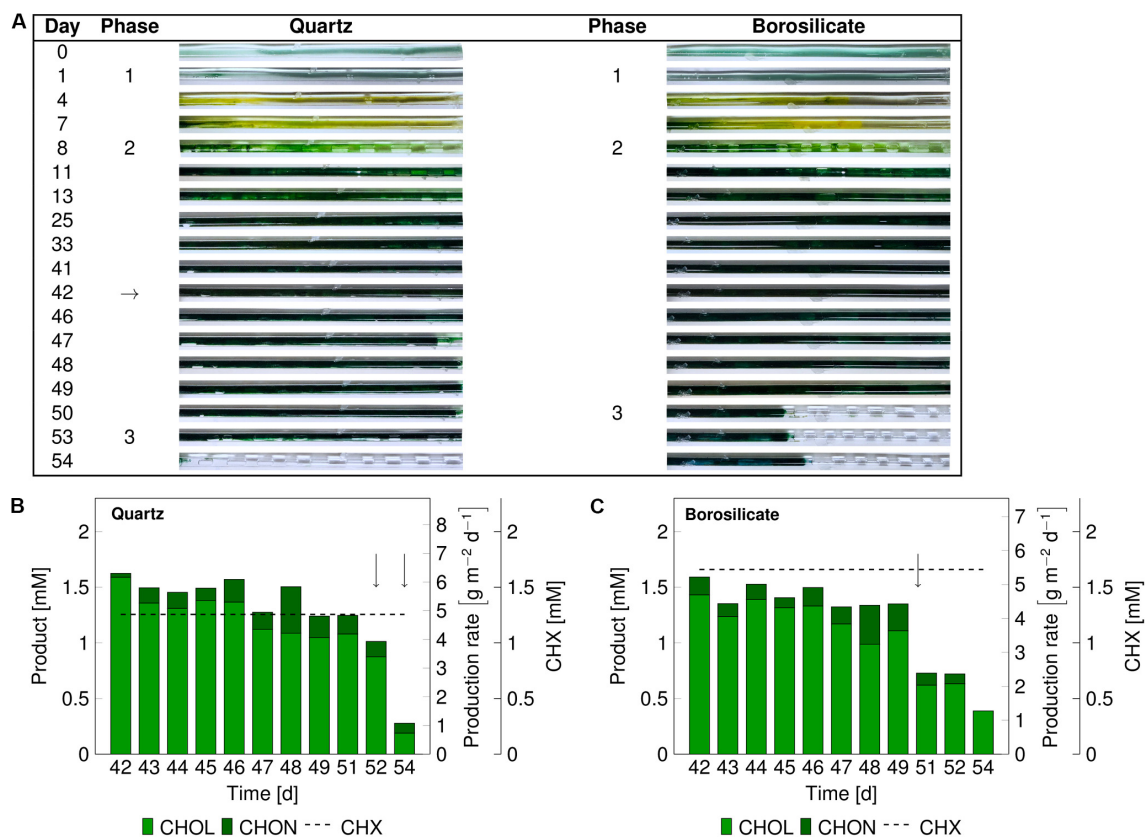 A
Day Phase Quartz Phase Borosilicate
0
1 1 1
4
7
8 2 2
11
13
25
33
41
42 →
46
47
48
49
50 3
53 3
54
B
Quartz
Product [mM]
2
1.5
1
0.5
0
8
7
6
5
4
3
2
1
0
Production rate [g m⁻² d⁻¹]
2
1.5
1
0.5
0
CHX [mM]
42 43 44 45 46 47 48 49 51 52 54
Time [d]
CHOL CHON CHX
C
Borosilicate
Product [mM]
2
1.5
1
0.5
0
7
6
5
4
3
2
1
0
Production rate [g m⁻² d⁻¹]
2
1.5
1
0.5
0
CHX [mM]
42 43 44 45 46 47 48 49 51 52 54
Time [d]
CHOL CHON CHX